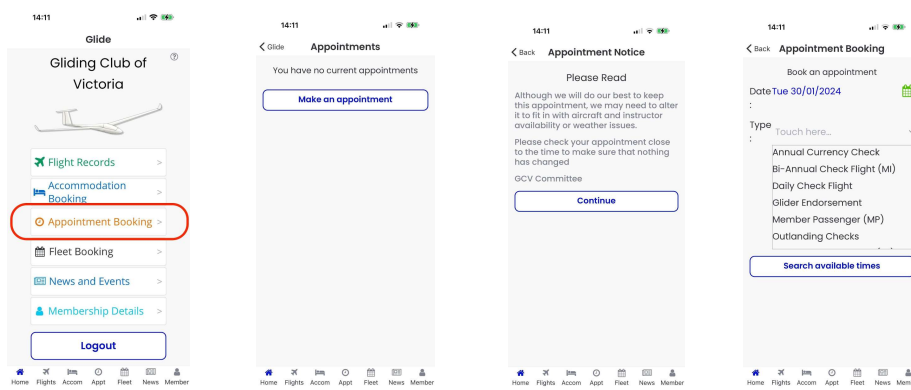 14:11
Glide
Gliding Club of
Victoria
Flight Records >
Accommodation
Booking >
Appointment Booking >
Fleet Booking >
News and Events >
Membership Details >
Logout
Home Flights Accom Appt Fleet News Member
14:11
Glide Appointments
You have no current appointments
Make an appointment
Home Flights Accom Appt Fleet News Member
14:11
Back Appointment Notice
Please Read
Although we will do our best to keep
this appointment, we may need to alter
it to fit in with aircraft and instructor
availability or weather issues.
Please check your appointment close
to the time to make sure that nothing
has changed
GCV Committee
Continue
Home Flights Accom Appt Fleet News Member
14:11
Back Appointment Booking
Book an appointment
Date Tue 30/01/2024
:
Type
Touch here...
:
Annual Currency Check
Bi-Annual Check Flight (MI)
Daily Check Flight
Glider Endorsement
Member Passenger (MP)
Outlanding Checks
Search available times
Home Flights Accom Appt Fleet News Mem